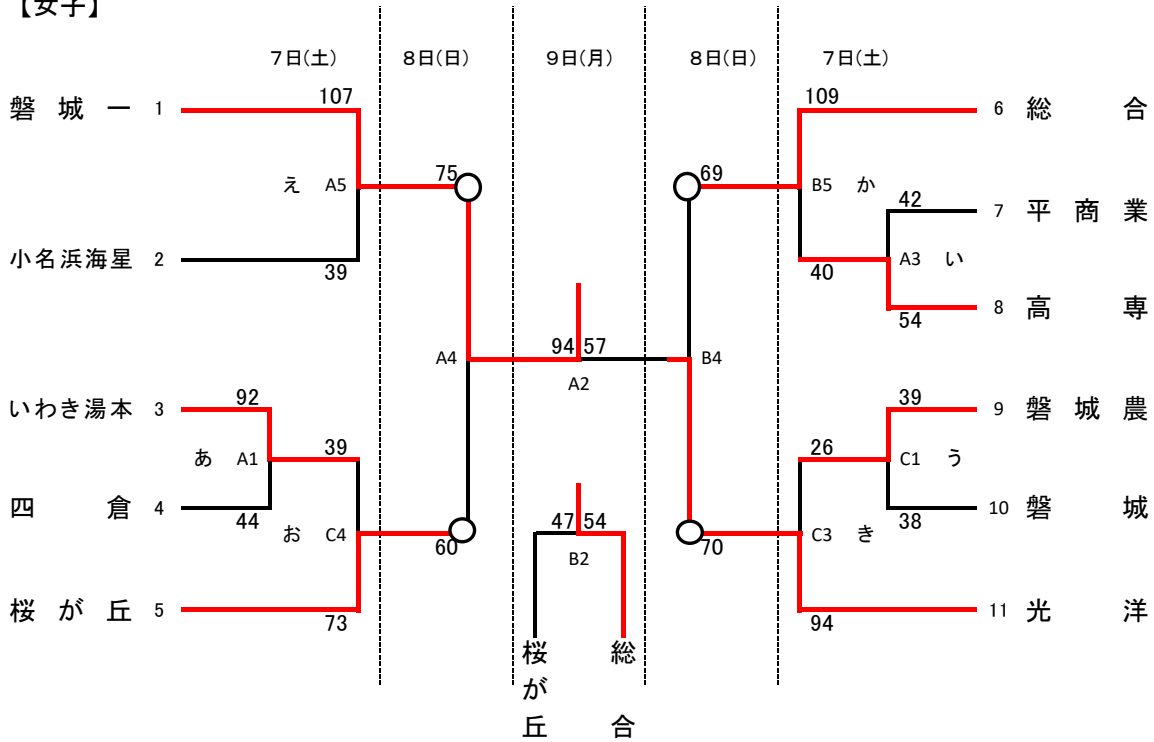 【女子】
7日(土) 8日(日) 9日(月) 8日(日) 7日(土)
磐城一 1 107 109 6 総合
75 69
え A5 B5 か
42 7 平商業
小名浜海星 2 39 40 A3 い
54 8 高専
A4 94 57 B4
A2
いわき湯本 3 92 39 9 磐城農
あ A1 39 26 C1 う
四倉 4 44 38 10 磐城
お C4 60 47 54 70 C3 き
B2
桜が丘 5 73 94 11 光洋
桜が丘 総合